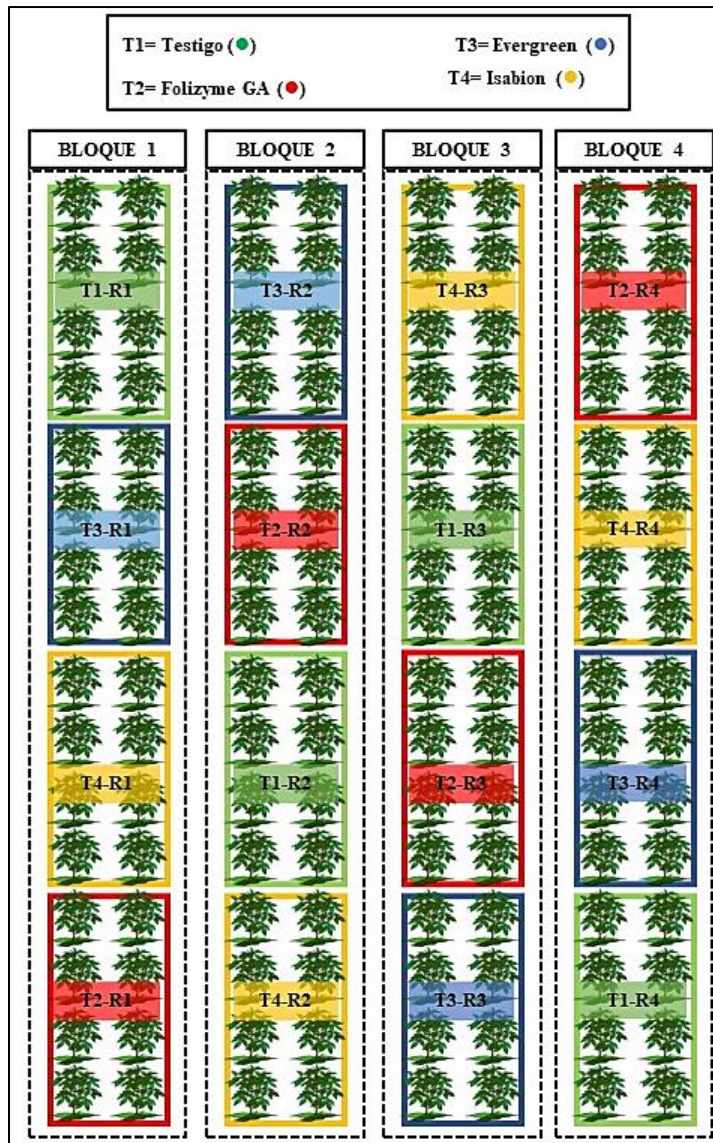 T1= Testigo (●) T3= Evergreen (●)
T2= Folizyme GA (●) T4= Isabion (●)
BLOQUE 1 BLOQUE 2 BLOQUE 3 BLOQUE 4
T1-R1 T3-R2 T4-R3 T2-R4
T3-R1 T2-R2 T1-R3 T4-R4
T4-R1 T1-R2 T2-R3 T3-R4
T2-R1 T4-R2 T3-R3 T1-R4